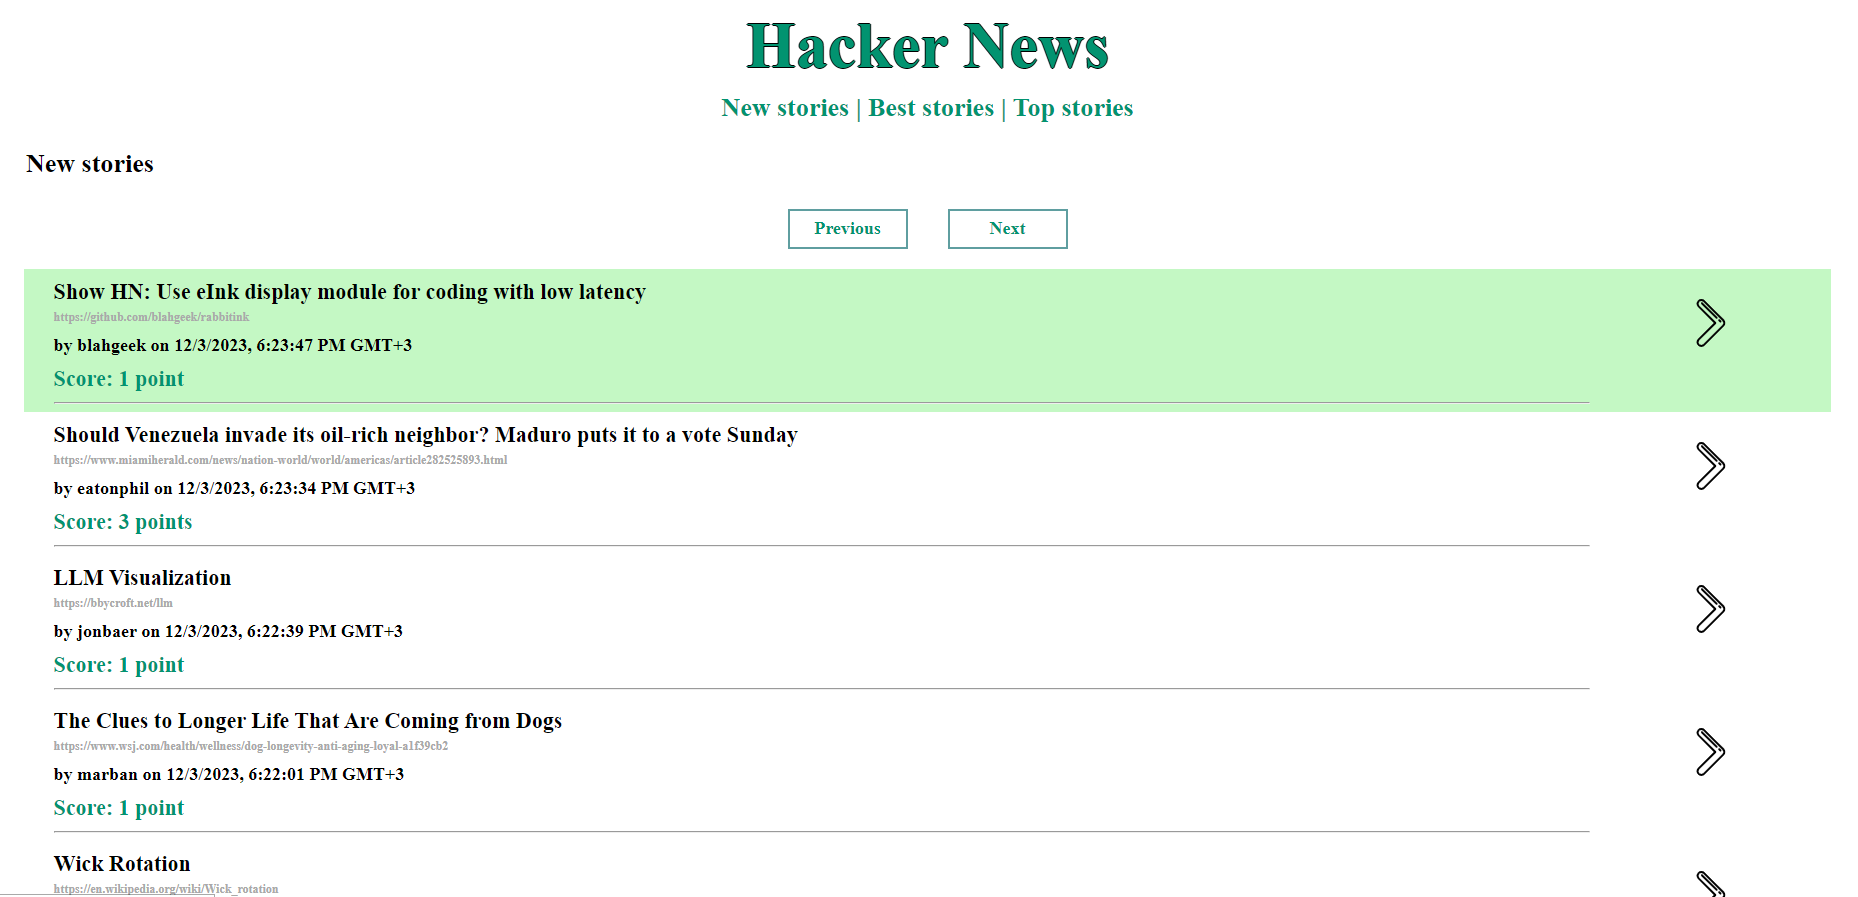 Hacker News
New stories | Best stories | Top stories
New stories
Previous Next
Show HN: Use eInk display module for coding with low latency
https://github.com/blahgeek/rabbitink
by blahgeek on 12/3/2023, 6:23:47 PM GMT+3
Score: 1 point
Should Venezuela invade its oil-rich neighbor? Maduro puts it to a vote Sunday
https://www.miamiherald.com/news/nation-world/world/americas/article282525893.html
by eatonphil on 12/3/2023, 6:23:34 PM GMT+3
Score: 3 points
LLM Visualization
https://bbycroft.net/llm
by jonbaer on 12/3/2023, 6:22:39 PM GMT+3
Score: 1 point
The Clues to Longer Life That Are Coming from Dogs
https://www.wsj.com/health/wellness/dog-longevity-anti-aging-loyal-a1f39cb2
by marban on 12/3/2023, 6:22:01 PM GMT+3
Score: 1 point
Wick Rotation
https://en.wikipedia.org/wiki/Wick_rotation